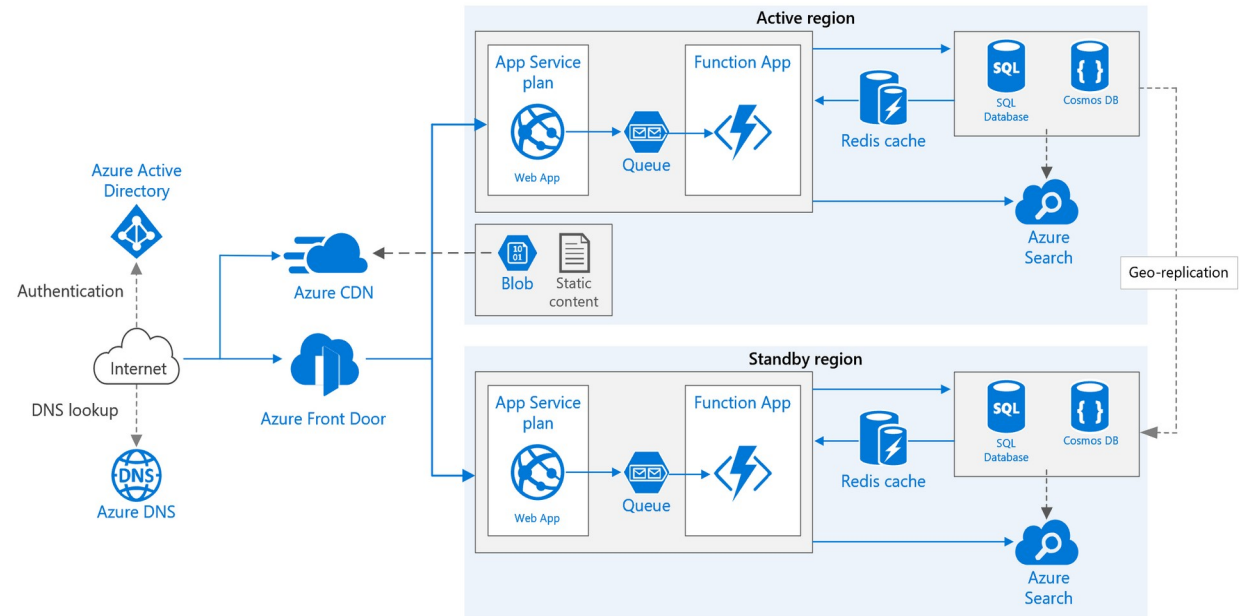 Active region
App Service
plan
Web App
Queue
Function App
Redis cache
SQL
SQL
Database
Cosmos DB
Azure
Search
Azure Active
Directory
Authentication
Internet
DNS lookup
DNS
Azure DNS
Azure CDN
Azure Front Door
10
01
Blob
Static
content
Geo-replication
Standby region
App Service
plan
Web App
Queue
Function App
Redis cache
SQL
SQL
Database
Cosmos DB
Azure
Search